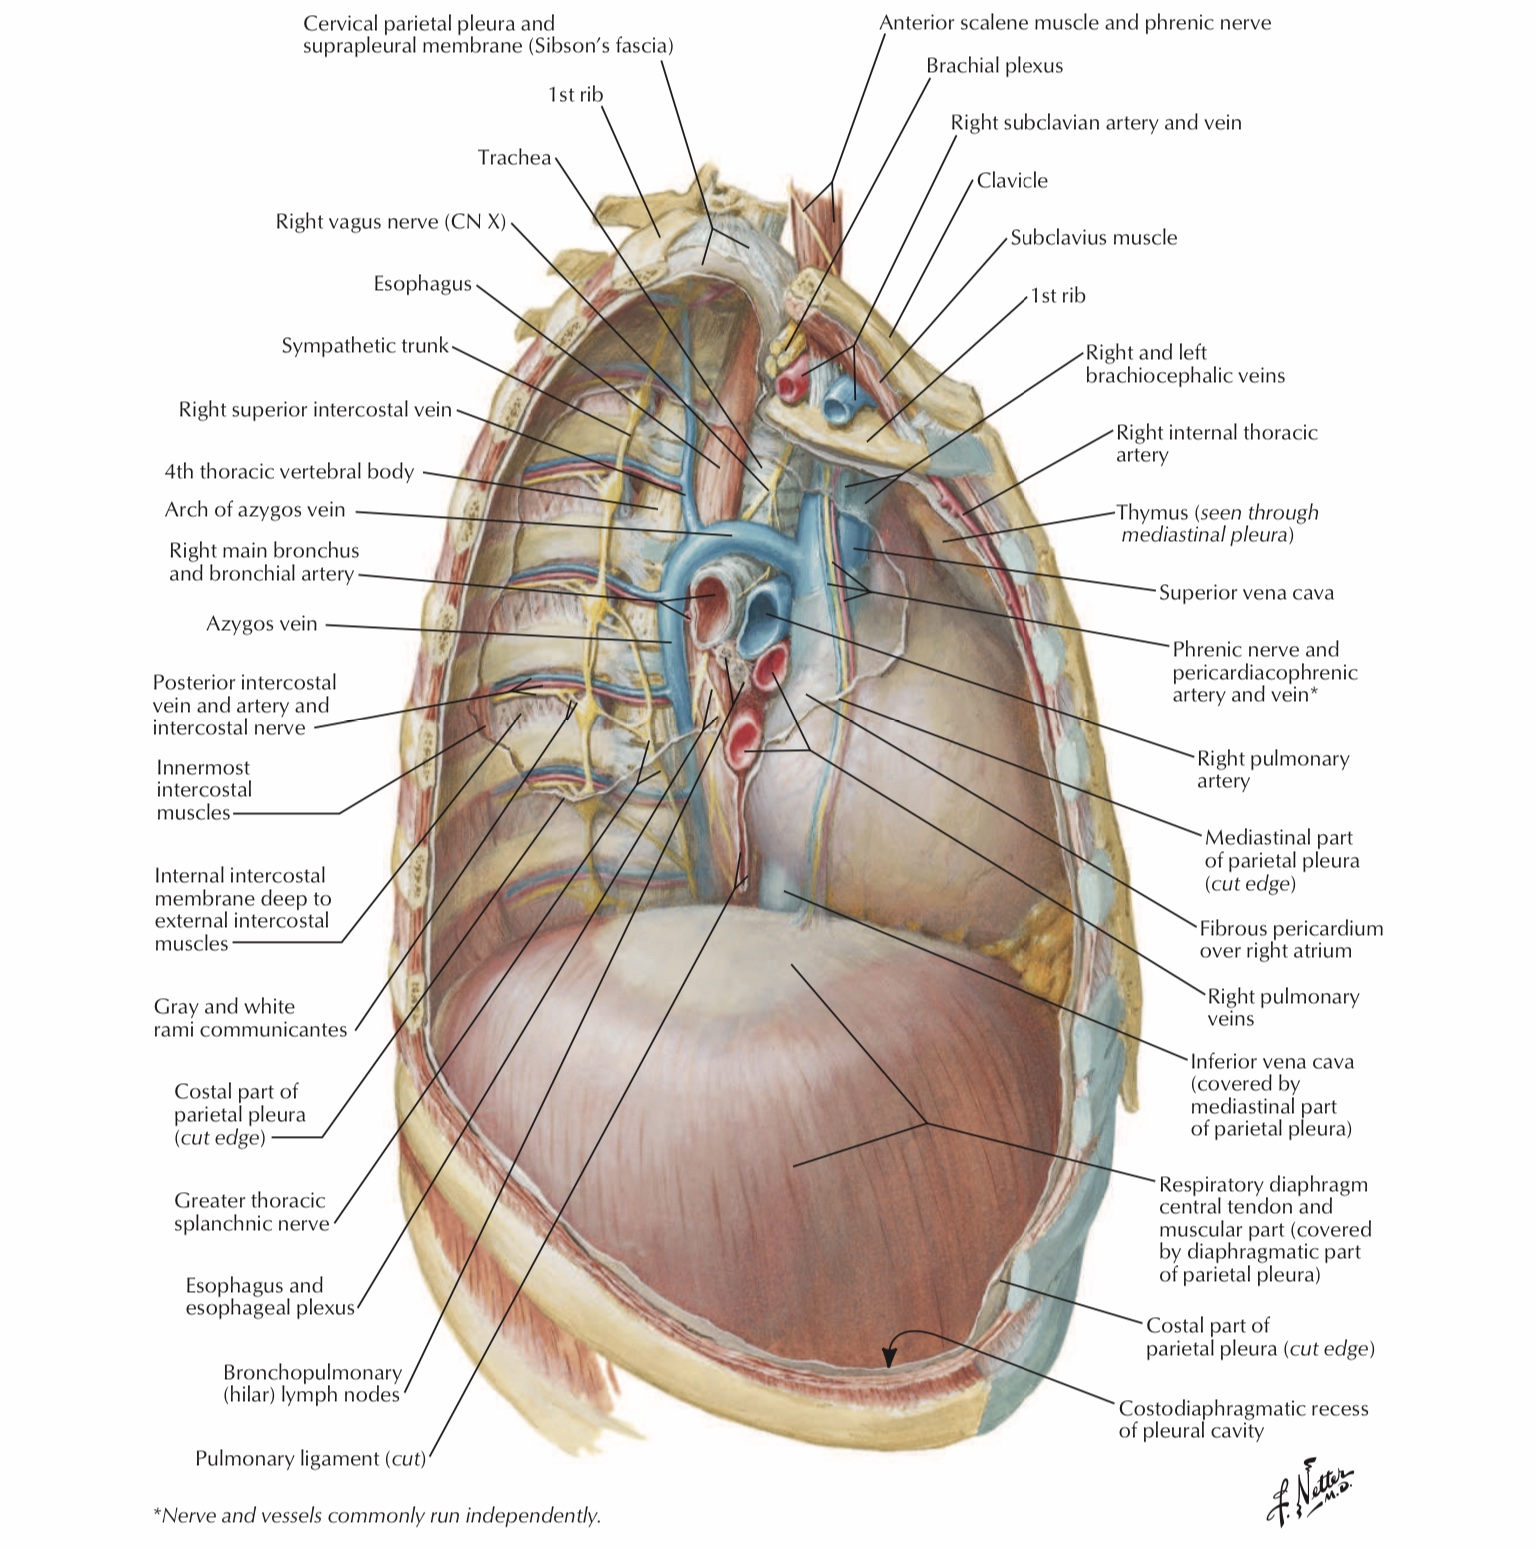 Cervical parietal pleura and
suprapleural membrane (Sibson's fascia)
1st rib
Trachea
Right vagus nerve (CN X)
Esophagus
Sympathetic trunk
Right superior intercostal vein
4th thoracic vertebral body
Arch of azygos vein
Right main bronchus
and bronchial artery
Azygos vein
Posterior intercostal
vein and artery and
intercostal nerve
Innermost
intercostal
muscles
Internal intercostal
membrane deep to
external intercostal
muscles
Gray and white
rami communicantes
Costal part of
parietal pleura
(cut edge)
Greater thoracic
splanchnic nerve
Esophagus and
esophageal plexus
Bronchopulmonary
(hilar) lymph nodes
Pulmonary ligament (cut)
Anterior scalene muscle and phrenic nerve
Brachial plexus
Right subclavian artery and vein
Clavicle
Subclavius muscle
1st rib
Right and left
brachiocephalic veins
Right internal thoracic
artery
Thymus (seen through
mediastinal pleura)
Superior vena cava
Phrenic nerve and
pericardiacophrenic
artery and vein*
Right pulmonary
artery
Mediastinal part
of parietal pleura
(cut edge)
Fibrous pericardium
over right atrium
Right pulmonary
veins
Inferior vena cava
(covered by
mediastinal part
of parietal pleura)
Respiratory diaphragm
central tendon and
muscular part (covered
by diaphragmatic part
of parietal pleura)
Costal part of
parietal pleura (cut edge)
Costodiaphragmatic recess
of pleural cavity
*Nerve and vessels commonly run independently.
F. Netter
M.D.